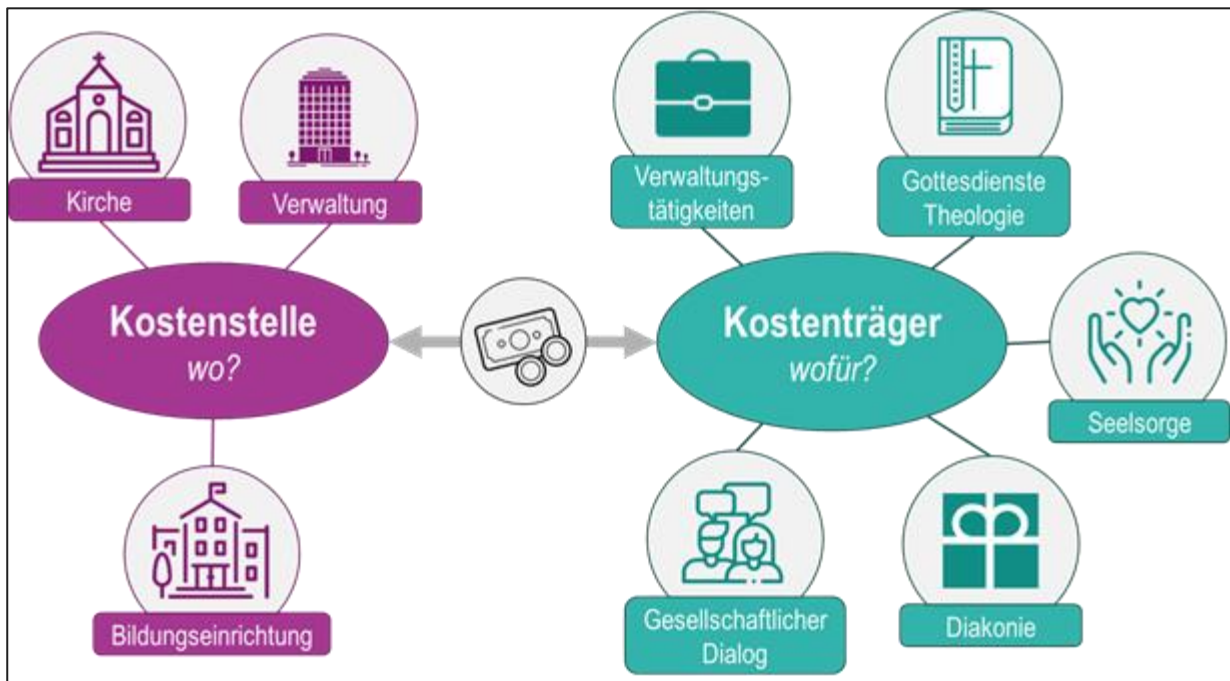 Kirche
Verwaltung
Kostenstelle
wo?
Bildungseinrichtung
Verwaltungs-
tätigkeiten
Gottesdienste
Theologie
Kostenträger
wofür?
Seelsorge
Gesellschaftlicher
Dialog
Diakonie